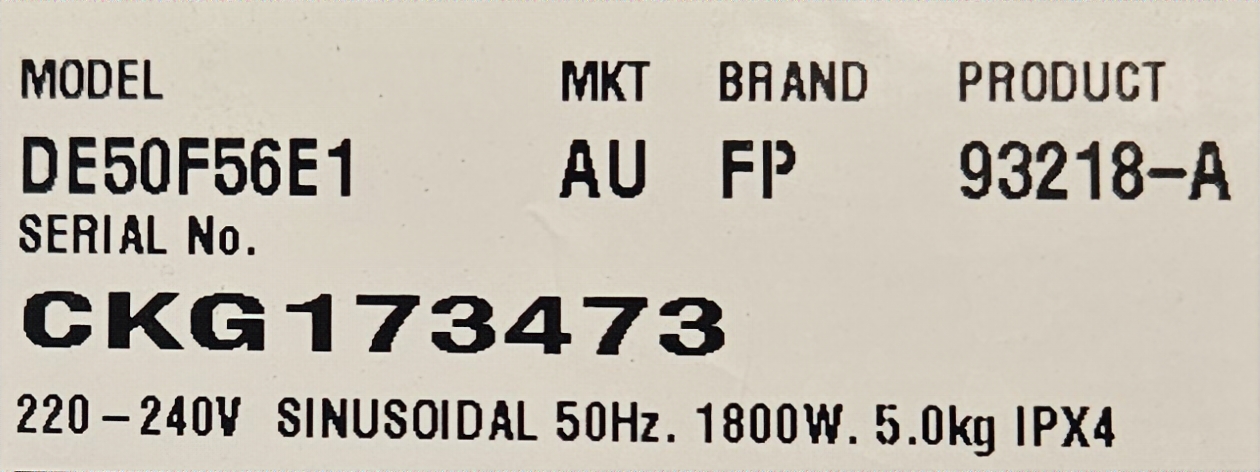 MODEL MKT BRAND PRODUCT
DE50F56E1 AU FP 93218-A
SERIAL No.
CKG173473
220-240V SINUSOIDAL 50Hz. 1800W. 5.0kg IPX4